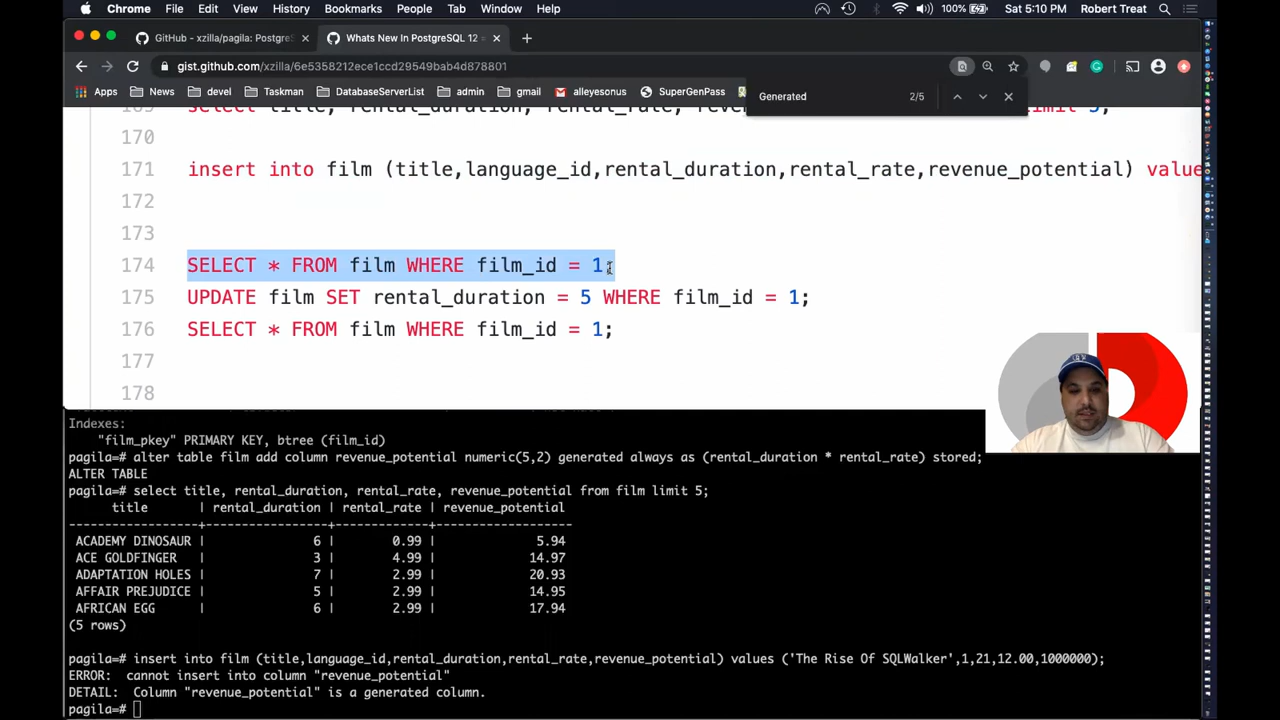 Chrome File Edit View History Bookmarks People Tab Window Help 100% Sat 5:10 PM Robert Treat
GitHub - xzilla/pagila: PostgreS × Whats New In PostgreSQL 12 × +
gist.github.com/xzilla/6e5358212ece1ccd29549bab4d878801
Apps News devel Taskman DatabaseServerList admin gmail alleyesonus SuperGenPass
Generated 2/5
170
171 insert into film (title,language_id,rental_duration,rental_rate,revenue_potential) value
172
173
174 SELECT * FROM film WHERE film_id = 1;
175 UPDATE film SET rental_duration = 5 WHERE film_id = 1;
176 SELECT * FROM film WHERE film_id = 1;
177
178
Indexes:
"film_pkey" PRIMARY KEY, btree (film_id)
pagila=# alter table film add column revenue_potential numeric(5,2) generated always as (rental_duration * rental_rate) stored;
ALTER TABLE
pagila=# select title, rental_duration, rental_rate, revenue_potential from film limit 5;
title | rental_duration | rental_rate | revenue_potential
------------------+-----------------+-------------+-------------------
ACADEMY DINOSAUR | 6 | 0.99 | 5.94
ACE GOLDFINGER | 3 | 4.99 | 14.97
ADAPTATION HOLES | 7 | 2.99 | 20.93
AFFAIR PREJUDICE | 5 | 2.99 | 14.95
AFRICAN EGG | 6 | 2.99 | 17.94
(5 rows)
pagila=# insert into film (title,language_id,rental_duration,rental_rate,revenue_potential) values ('The Rise Of SQLWalker',1,21,12.00,1000000);
ERROR: cannot insert into column "revenue_potential"
DETAIL: Column "revenue_potential" is a generated column.
pagila=#